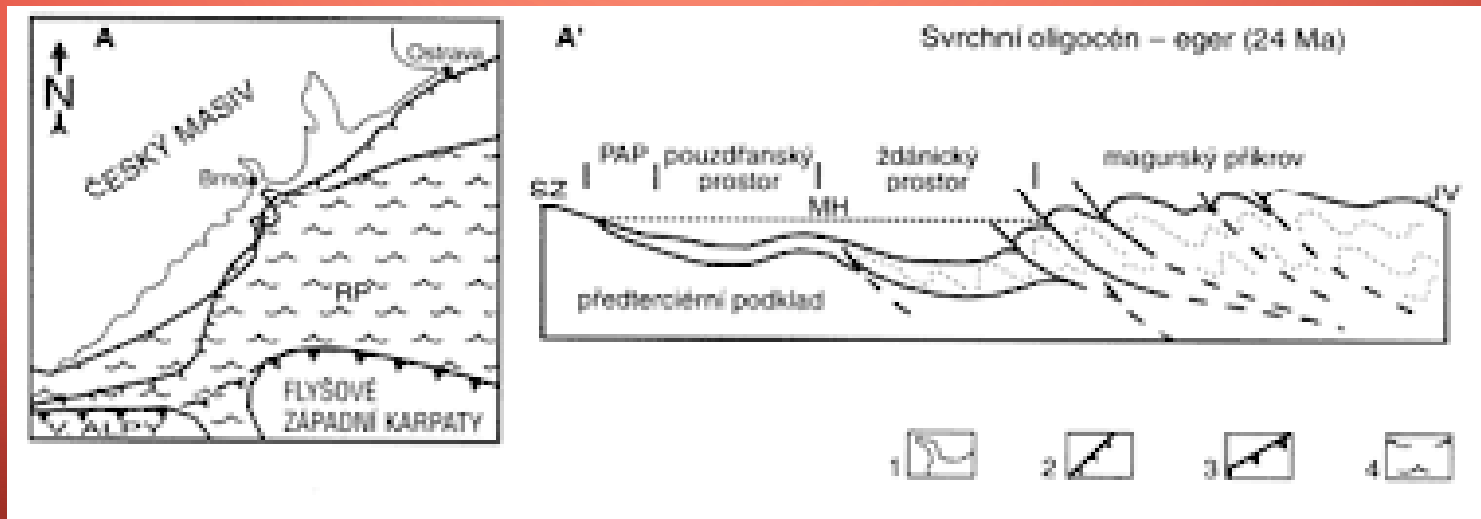 A
N
Ostrava
ČESKÝ MASIV
Brno
RP
FLYŠOVÉ
ZÁPADNÍ KARPATY
V. ALPY
A'
Svrchní oligocén – eger (24 Ma)
PAP
pouzdřanský
prostor
ždánický
prostor
magurský příkrov
SZ
MH
JV
předterciérní podklad
1
2
3
4